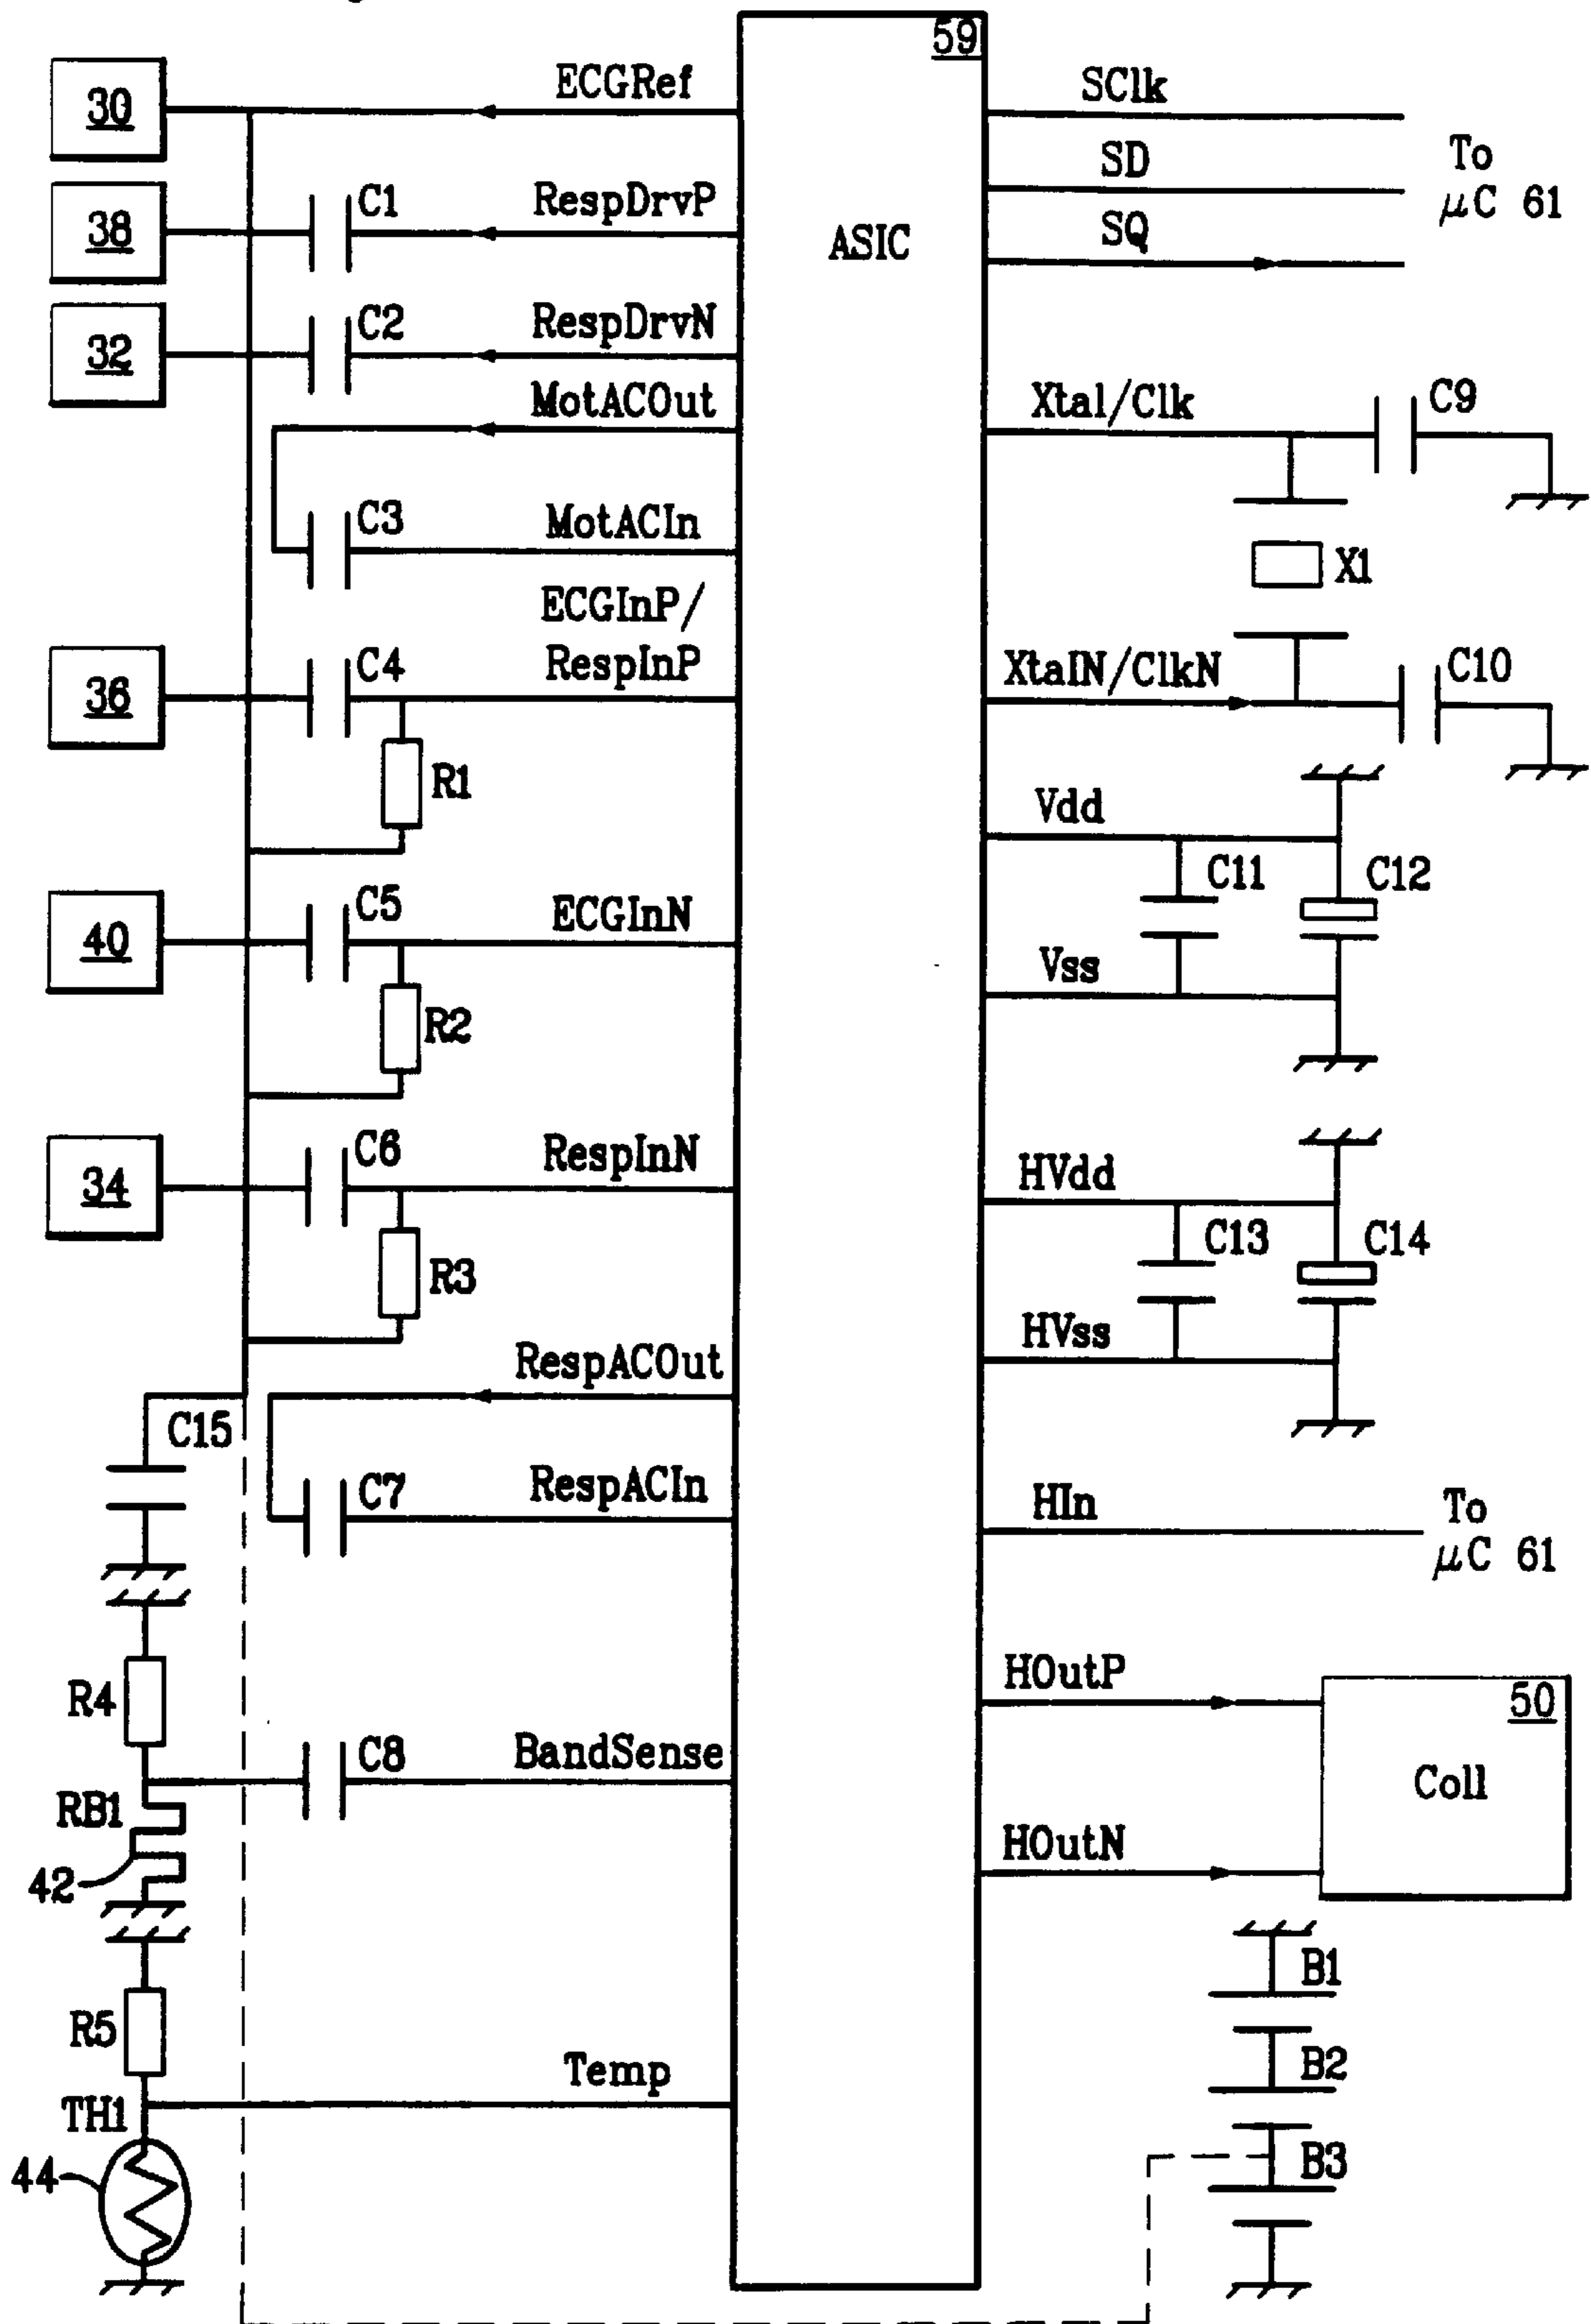 59
30
ECGRef
SClk
To
μC 61
SD
SQ
38
C1
RespDrvP
ASIC
32
C2
RespDrvN
MotACOut
Xtal/Clk
C9
C3
MotACIn
X1
ECGInP/
RespInP
36
C4
XtalN/ClkN
C10
R1
Vdd
C11
C12
40
C5
ECGInN
Vss
R2
34
C6
RespInN
HVdd
C13
C14
R3
HVss
RespACOut
C15
C7
RespACIn
HIn
To
μC 61
R4
HOutP
50
Coll
C8
BandSense
RB1
42
HOutN
B1
R5
B2
Temp
TH1
B3
44